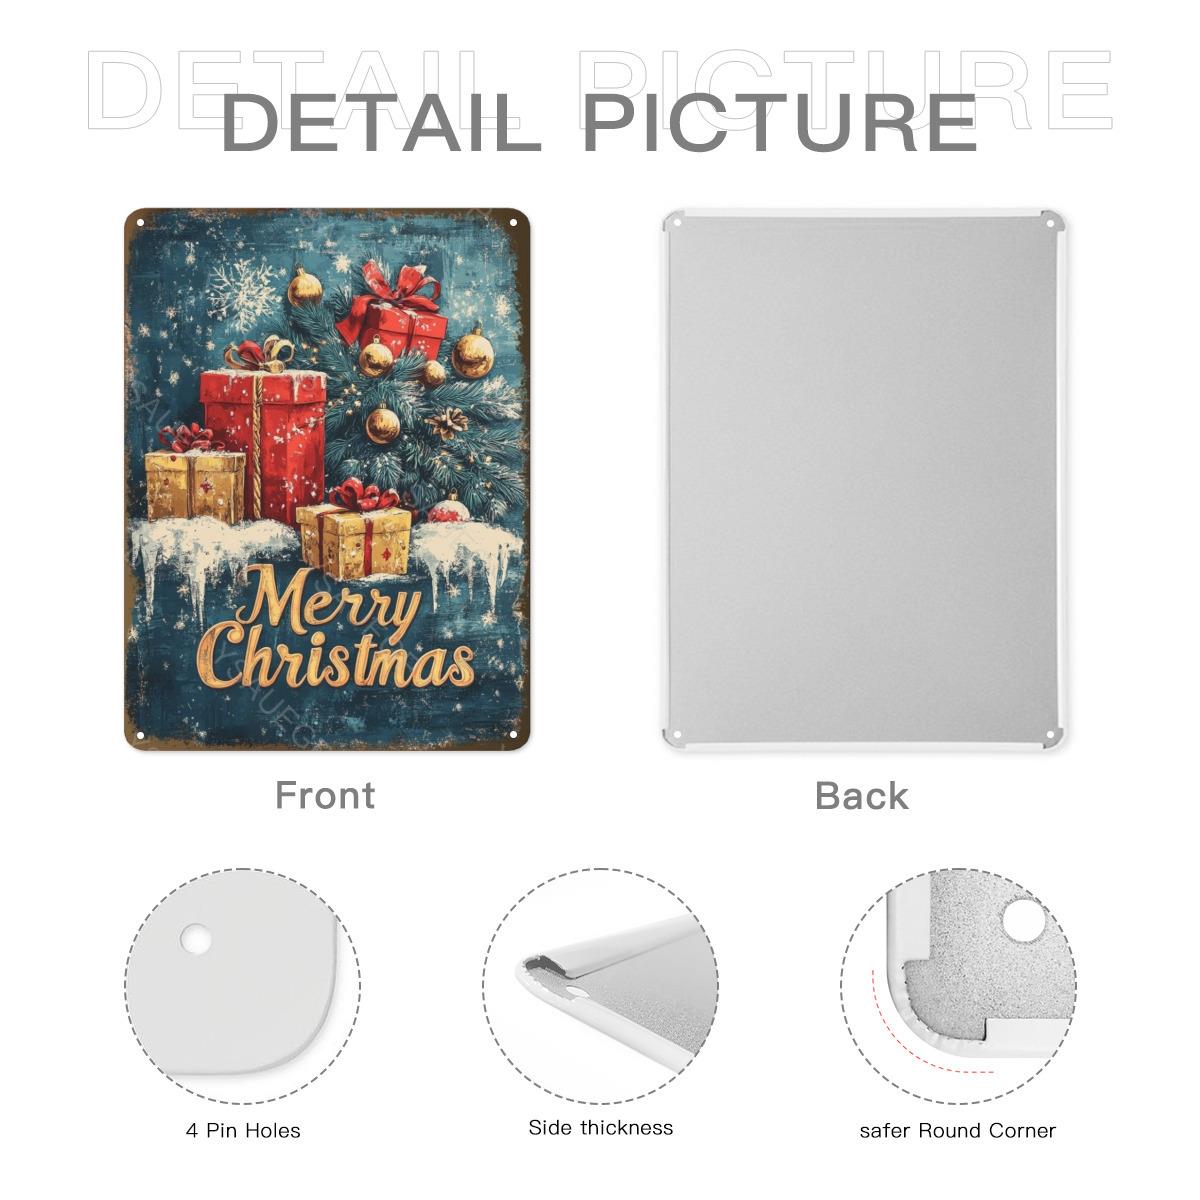 DETAIL PICTURE
DETAIL PICTURE
Merry
Christmas
Front
Back
4 Pin Holes
Side thickness
safer Round Corner